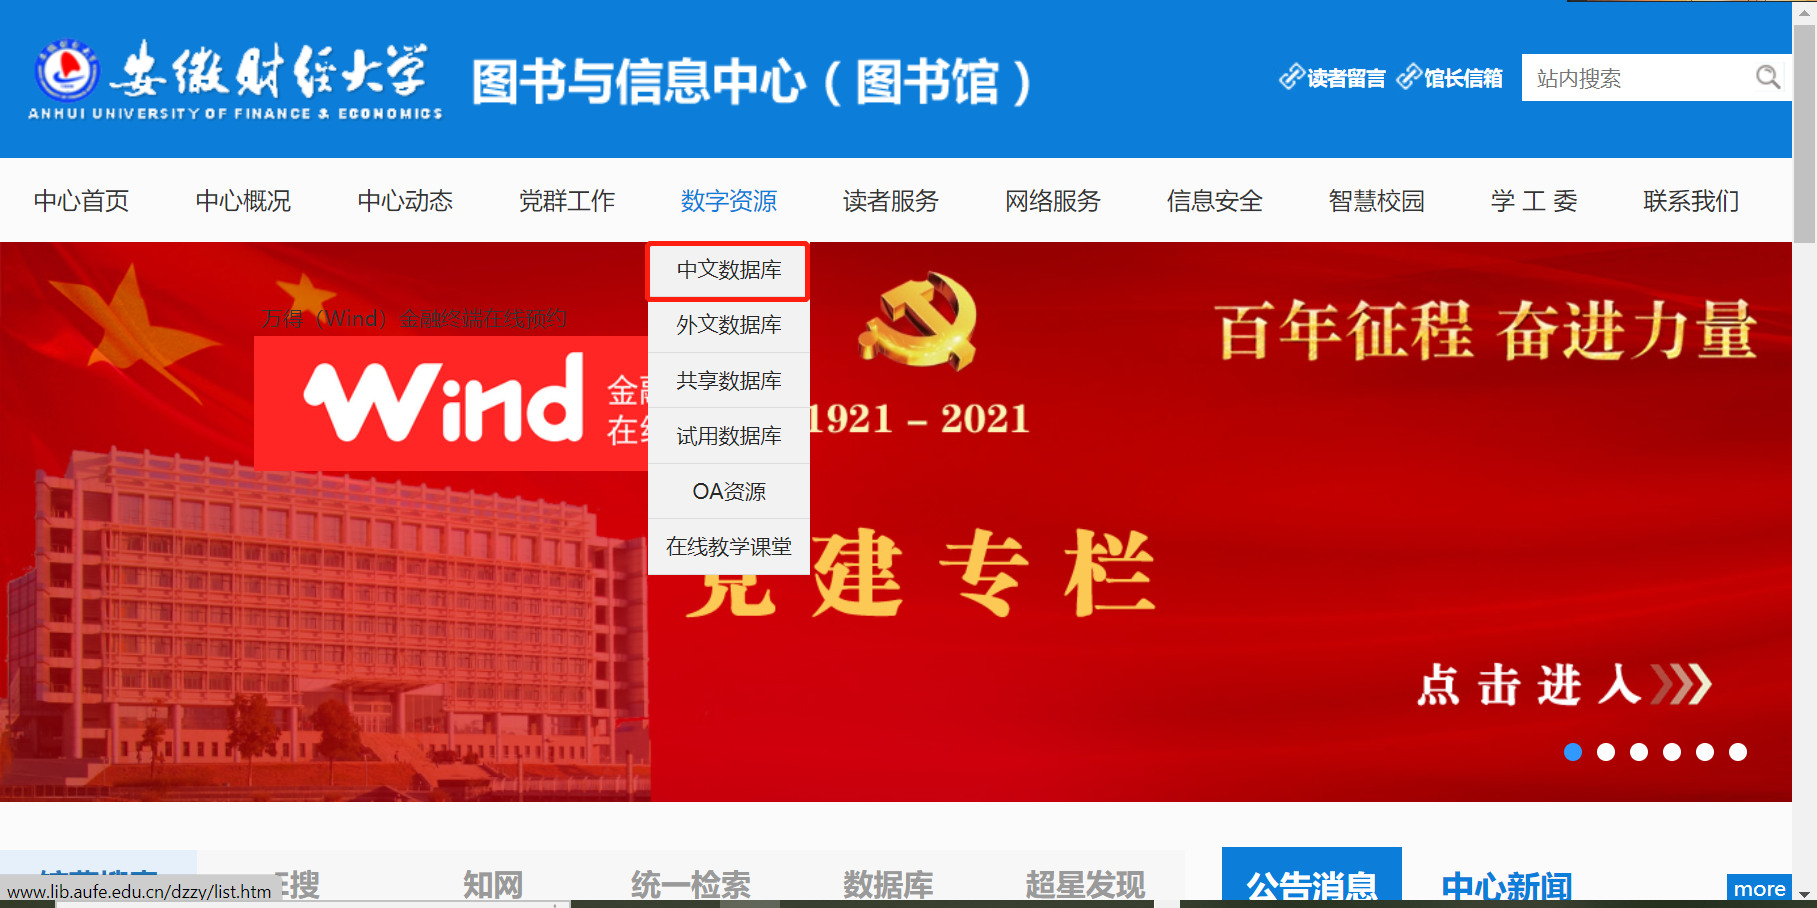 安徽财经大学
ANHUI UNIVERSITY OF FINANCE & ECONOMICS
图书与信息中心（图书馆）
读者留言 馆长信箱
站内搜索
中心首页 中心概况 中心动态 党群工作 数字资源 读者服务 网络服务 信息安全 智慧校园 学 工 委 联系我们
中文数据库
外文数据库
共享数据库
试用数据库
OA资源
在线教学课堂
万得（Wind）金融终端在线预约
Wind
金
在
百年征程 奋进力量
1921－2021
党建专栏
点击进入
搜 知网 统一检索 数据库 超星发现
公告消息 中心新闻 more
www.lib.aufe.edu.cn/dzzy/list.htm